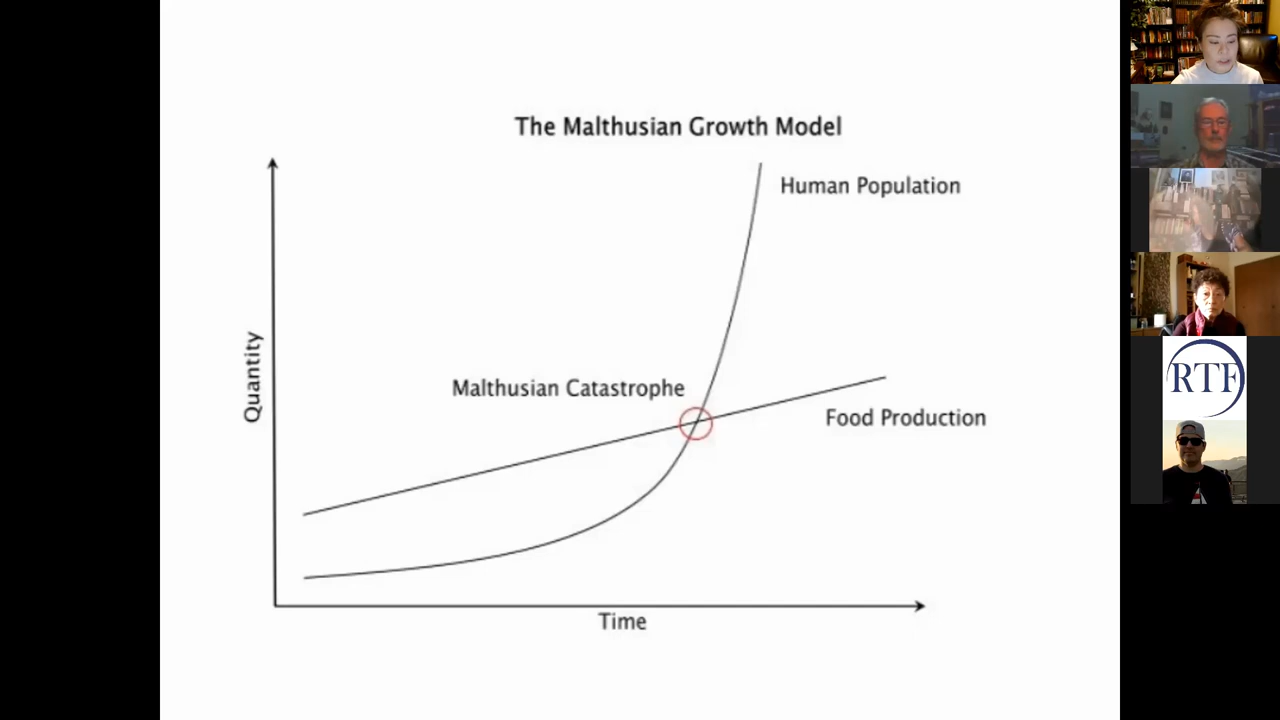 The Malthusian Growth Model
Human Population
Quantity
Malthusian Catastrophe
Food Production
Time
RTF